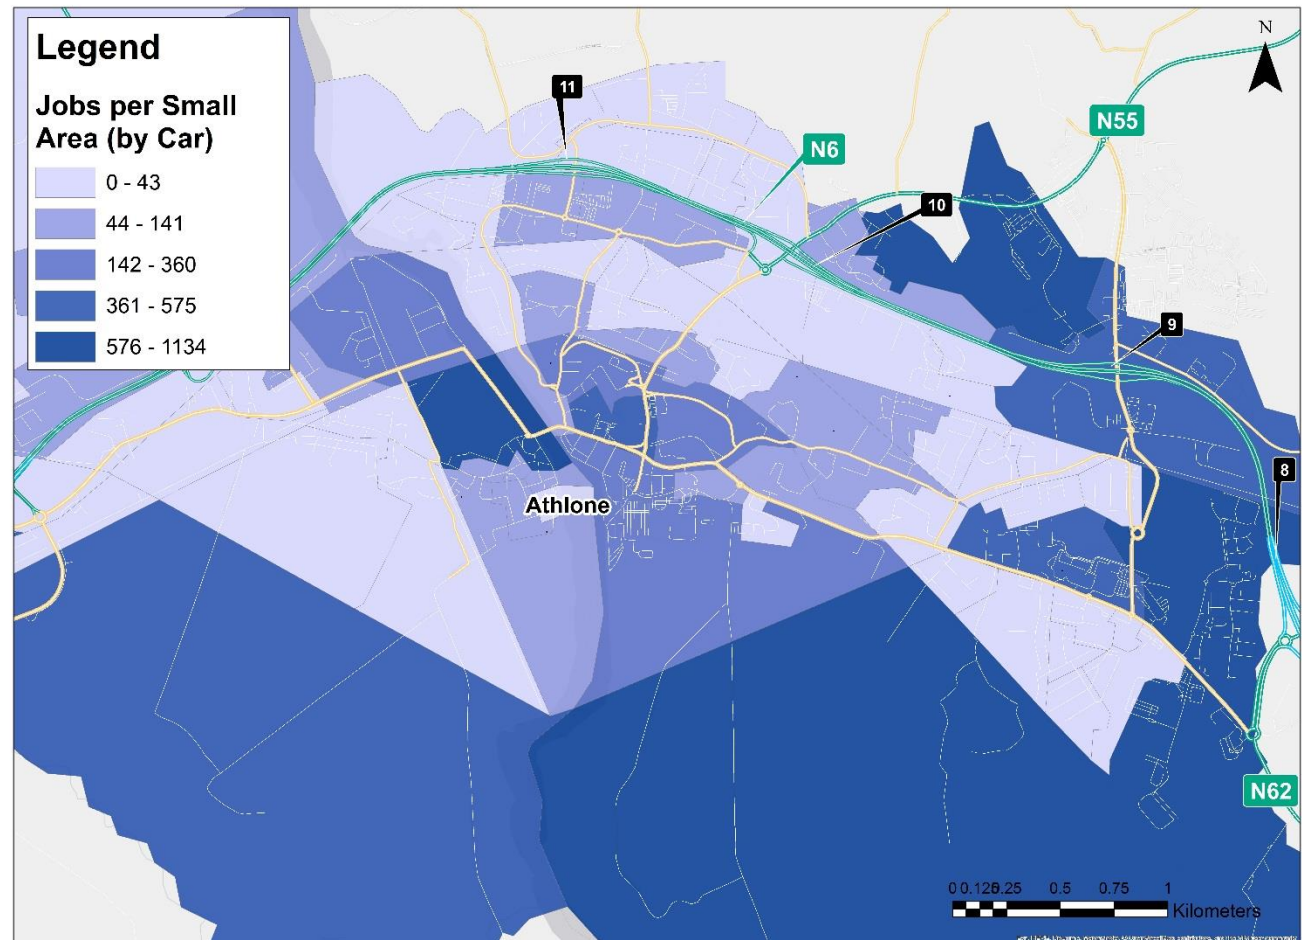 Legend
Jobs per Small
Area (by Car)
0 - 43
44 - 141
142 - 360
361 - 575
576 - 1134
N
11
N55
N6
10
9
8
Athlone
N62
0 0.125 0.25 0.5 0.75 1
Kilometers